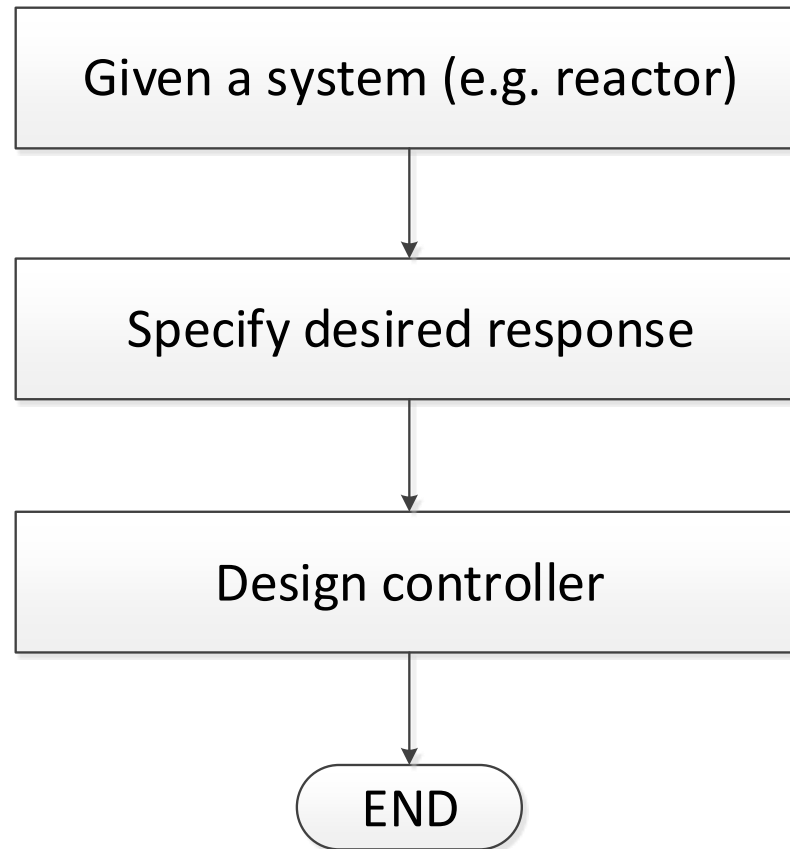 Given a system (e.g. reactor)
Specify desired response
Design controller
END